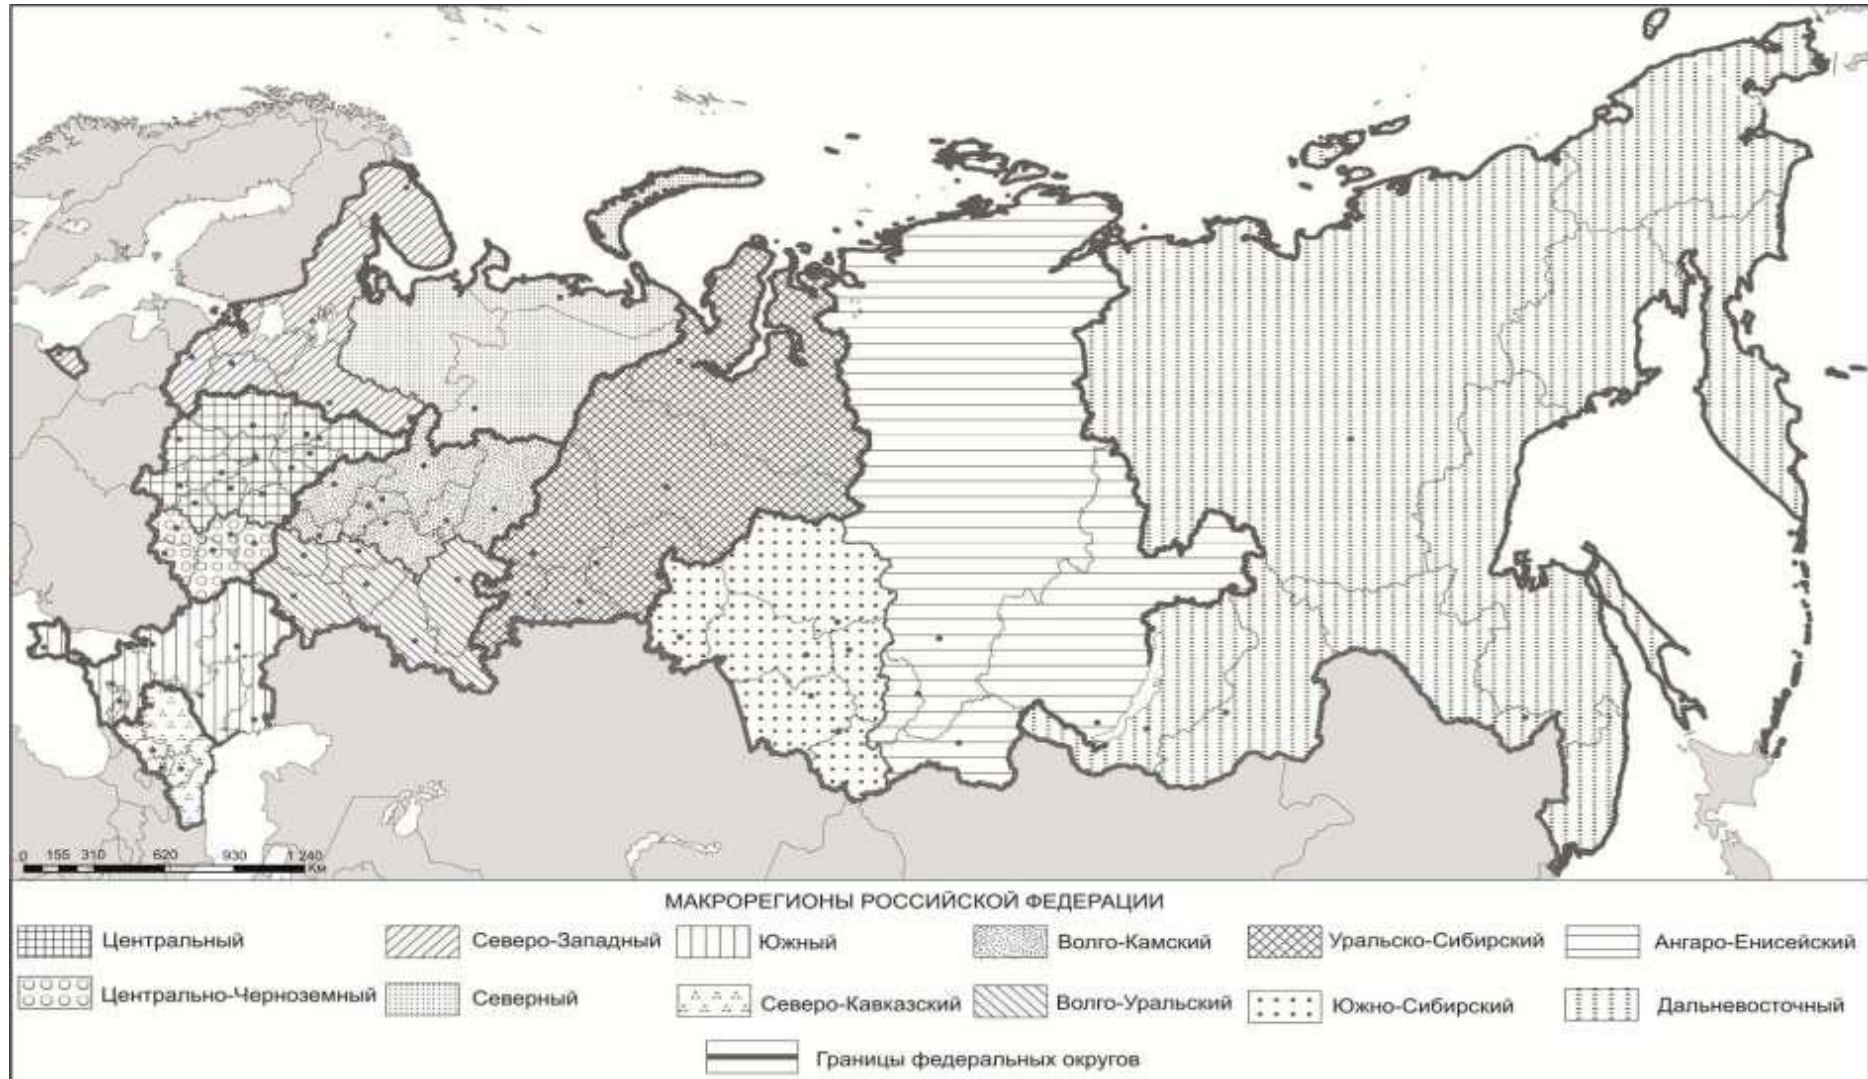 0 155 310 620 930 1 240
Км
МАКРОРЕГИОНЫ РОССИЙСКОЙ ФЕДЕРАЦИИ
Центральный Северо-Западный Южный Волго-Камский Уральско-Сибирский Ангаро-Енисейский
Центрально-Черноземный Северный Северо-Кавказский Волго-Уральский Южно-Сибирский Дальневосточный
Границы федеральных округов